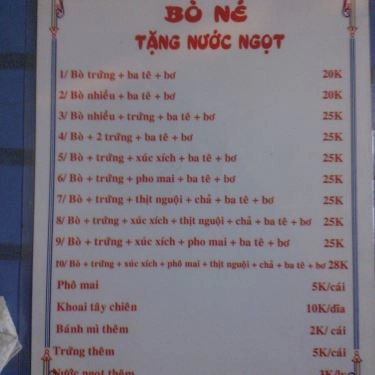 BÒ NÉ
TẶNG NƯỚC NGỌT
1/ Bò trứng + ba tê + bơ 20K
2/ Bò nhiều + ba tê + bơ 20K
3/ Bò nhiều + trứng + ba tê + bơ 25K
4/ Bò + 2 trứng + ba tê + bơ 25K
5/ Bò + trứng + xúc xích + ba tê + bơ 25K
6/ Bò + trứng + pho mai + ba tê + bơ 25K
7/ Bò + trứng + thịt nguội + chả + ba tê + bơ 25K
8/ Bò + trứng + xúc xích + thịt nguội + chả + ba tê + bơ 25K
9/ Bò + trứng + xúc xích + pho mai + ba tê + bơ 25K
10/ Bò + trứng + xúc xích + phô mai + thịt nguội + chả + ba tê + bơ 28K
Phô mai 5K/cái
Khoai tây chiên 10K/dĩa
Bánh mì thêm 2K/ cái
Trứng thêm 5K/cái
Nước ngọt thêm 3K/